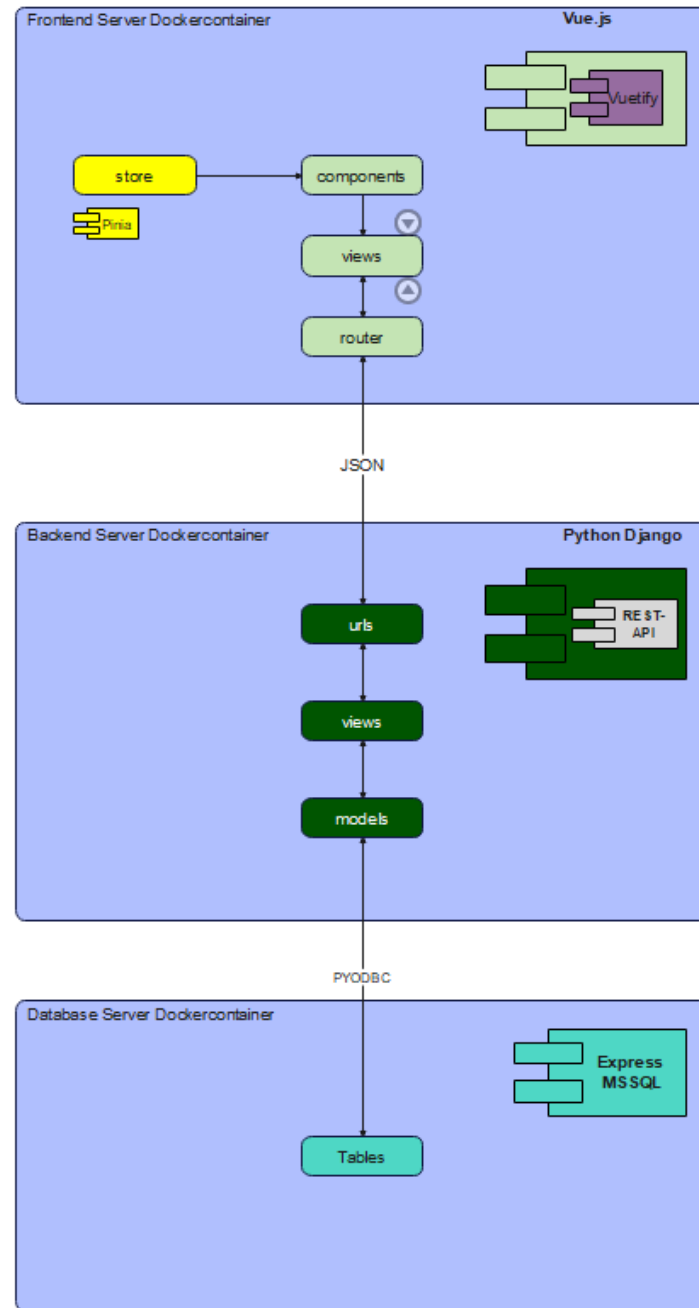 Frontend Server Dockercontainer
Vue.js
Vuetify
store
components
Pinia
views
router
JSON
Backend Server Dockercontainer
Python Django
REST-
API
urls
views
models
PYODBC
Database Server Dockercontainer
Express
MSSQL
Tables